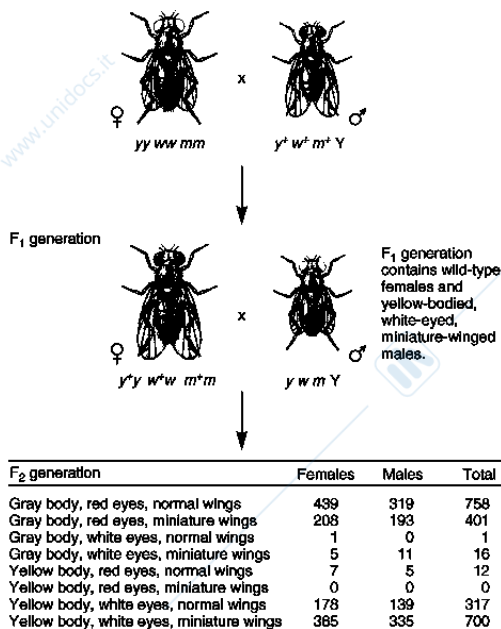 www.unidocs.it
x
♀
♂
yy ww mm
y⁺ w⁺ m⁺ Y
F₁ generation
F₁ generation
contains wild-type
females and
yellow-bodied,
white-eyed,
miniature-winged
males.
x
♀
♂
y⁺y w⁺w m⁺m
y w m Y
F₂ generation Females Males Total
Gray body, red eyes, normal wings 439 319 758
Gray body, red eyes, miniature wings 208 193 401
Gray body, white eyes, normal wings 1 0 1
Gray body, white eyes, miniature wings 5 11 16
Yellow body, red eyes, normal wings 7 5 12
Yellow body, red eyes, miniature wings 0 0 0
Yellow body, white eyes, normal wings 178 139 317
Yellow body, white eyes, miniature wings 365 335 700